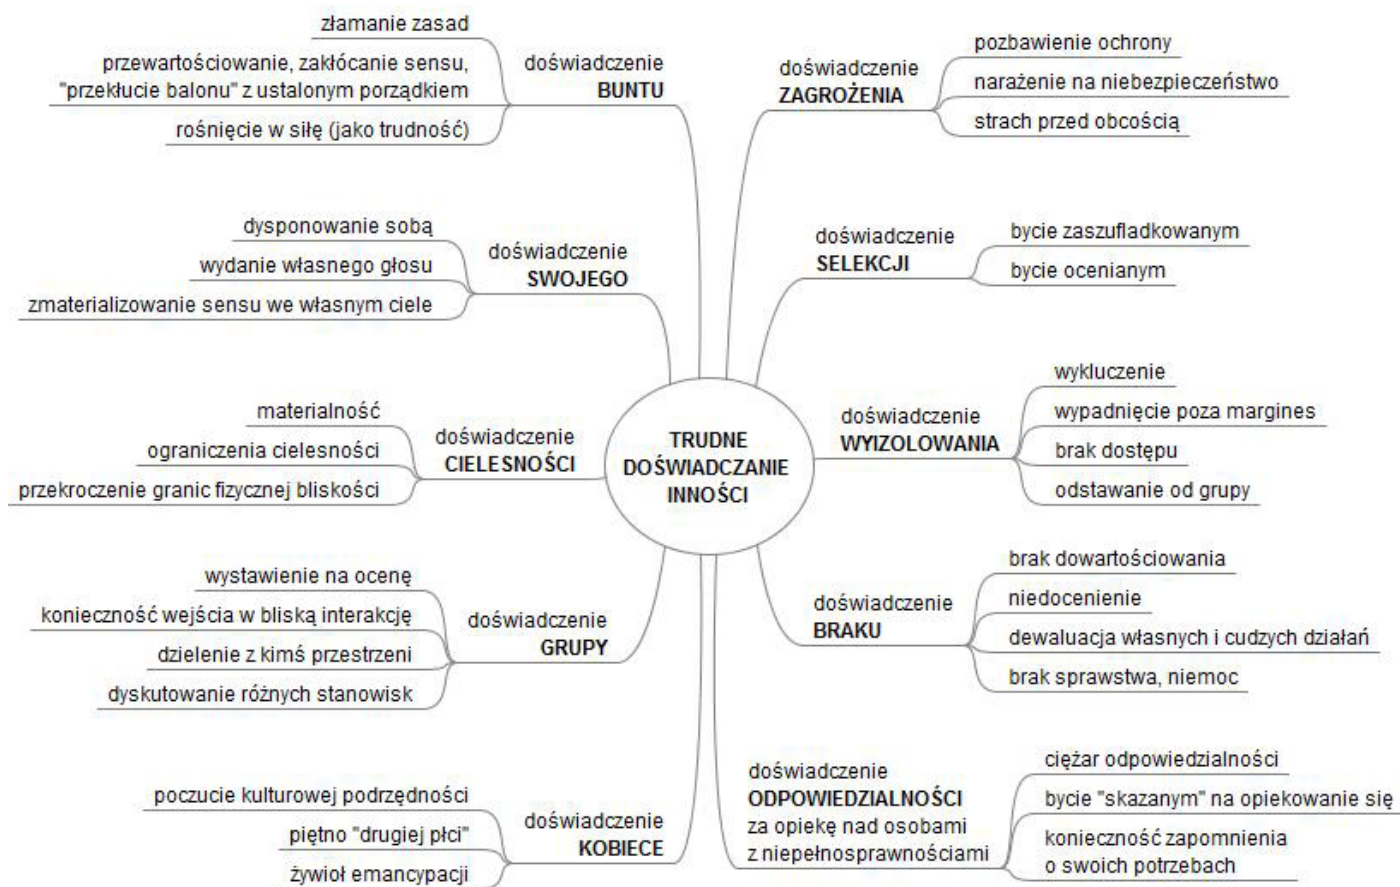 złamanie zasad
przewartościowanie, zakłócanie sensu,
"przekłucie balonu" z ustalonym porządkiem
rośnięcie w siłę (jako trudność)
doświadczenie
BUNTU
dysponowanie sobą
wydanie własnego głosu
zmaterializowanie sensu we własnym ciele
doświadczenie
SWOJEGO
materialność
ograniczenia cielesności
przekroczenie granic fizycznej bliskości
doświadczenie
CIELESNOŚCI
wystawienie na ocenę
konieczność wejścia w bliską interakcję
dzielenie z kimś przestrzeni
dyskutowanie różnych stanowisk
doświadczenie
GRUPY
poczucie kulturowej podrzędności
piętno "drugiej płci"
żywioł emancypacji
doświadczenie
KOBIECE
TRUDNE
DOŚWIADCZANIE
INNOŚCI
doświadczenie
ZAGROŻENIA
pozbawienie ochrony
narażenie na niebezpieczeństwo
strach przed obcością
doświadczenie
SELEKCJI
bycie zaszufladkowanym
bycie ocenianym
doświadczenie
WYIZOLOWANIA
wykluczenie
wypadnięcie poza margines
brak dostępu
odstawanie od grupy
doświadczenie
BRAKU
brak dowartościowania
niedocenienie
dewaluacja własnych i cudzych działań
brak sprawstwa, niemoc
doświadczenie
ODPOWIEDZIALNOŚCI
za opiekę nad osobami
z niepełnosprawnościami
ciężar odpowiedzialności
bycie "skazanym" na opiekowanie się
konieczność zapomnienia
o swoich potrzebach